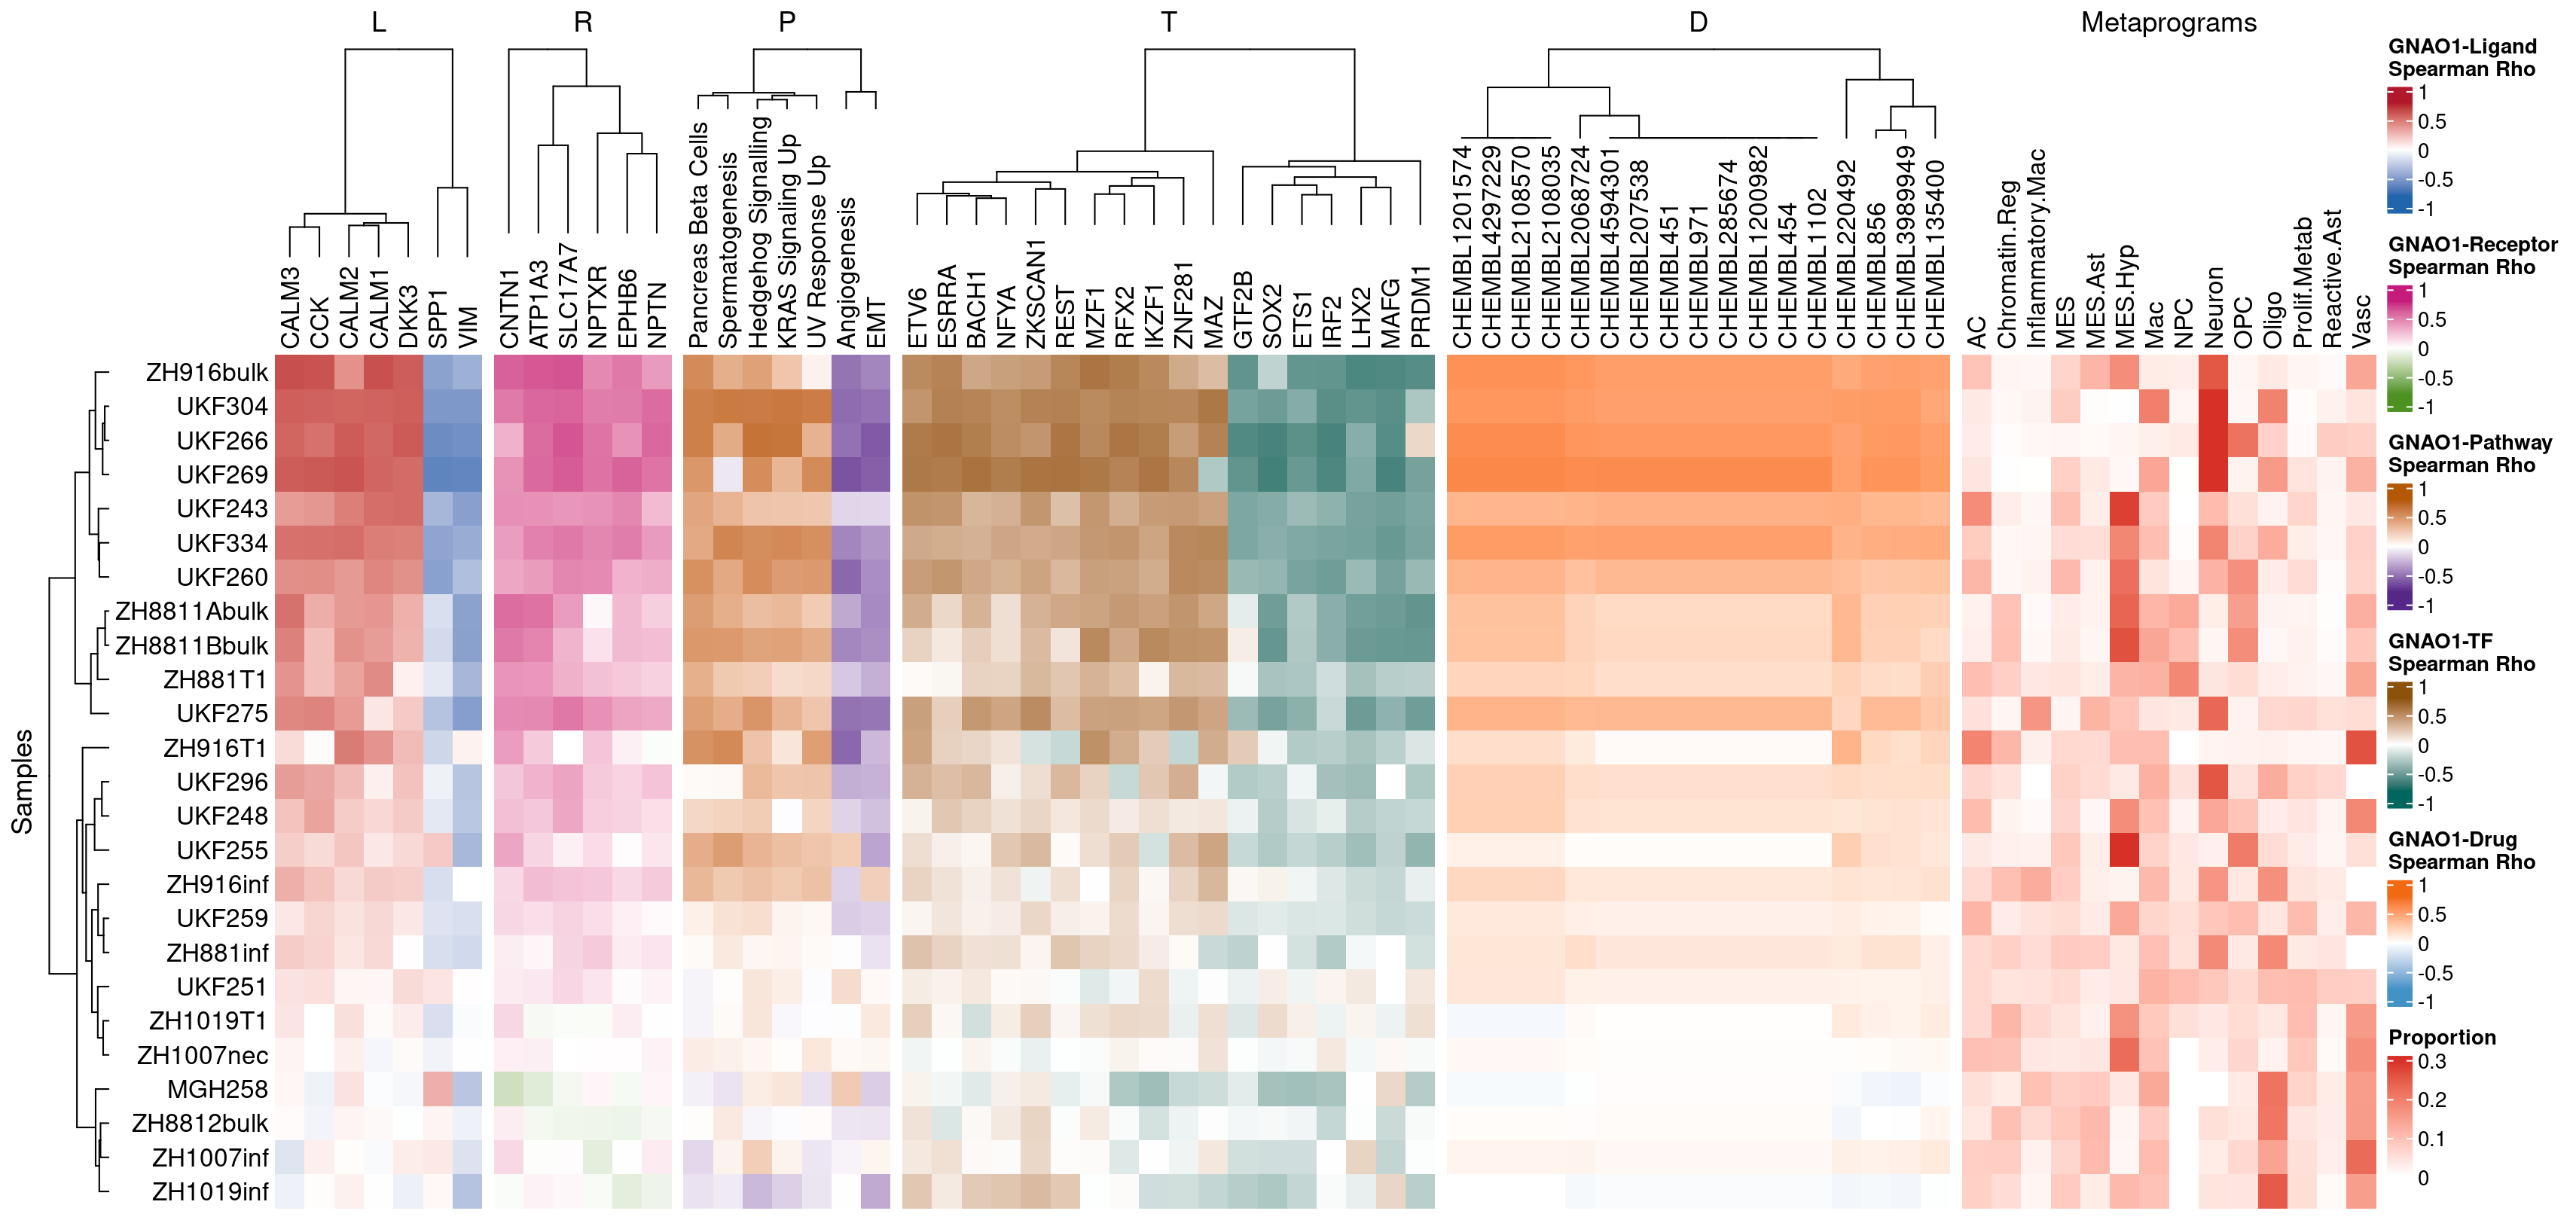 L R P T D Metaprograms
CALM3
CCK
CALM2
CALM1
DKK3
SPP1
VIM
CNTN1
ATP1A3
SLC17A7
NPTXR
EPHB6
NPTN
Pancreas Beta Cells
Spermatogenesis
Hedgehog Signalling
KRAS Signaling Up
UV Response Up
Angiogenesis
EMT
ETV6
ESRRA
BACH1
NFYA
ZKSCAN1
REST
MZF1
RFX2
IKZF1
ZNF281
MAZ
GTF2B
SOX2
ETS1
IRF2
LHX2
MAFG
PRDM1
CHEMBL1201574
CHEMBL4297229
CHEMBL2108570
CHEMBL2108035
CHEMBL2068724
CHEMBL4594301
CHEMBL207538
CHEMBL451
CHEMBL971
CHEMBL285674
CHEMBL1200982
CHEMBL454
CHEMBL1102
CHEMBL220492
CHEMBL856
CHEMBL3989949
CHEMBL135400
AC
Chromatin.Reg
Inflammatory.Mac
MES
MES.Ast
MES.Hyp
Mac
NPC
Neuron
OPC
Oligo
Prolif.Metab
Reactive.Ast
Vasc
Samples
ZH916bulk
UKF304
UKF266
UKF269
UKF243
UKF334
UKF260
ZH8811Abulk
ZH8811Bbulk
ZH881T1
UKF275
ZH916T1
UKF296
UKF248
UKF255
ZH916inf
UKF259
ZH881inf
UKF251
ZH1019T1
ZH1007nec
MGH258
ZH8812bulk
ZH1007inf
ZH1019inf
GNAO1-Ligand
Spearman Rho
1
0.5
0
-0.5
-1
GNAO1-Receptor
Spearman Rho
1
0.5
0
-0.5
-1
GNAO1-Pathway
Spearman Rho
1
0.5
0
-0.5
-1
GNAO1-TF
Spearman Rho
1
0.5
0
-0.5
-1
GNAO1-Drug
Spearman Rho
1
0.5
0
-0.5
-1
Proportion
0.3
0.2
0.1
0